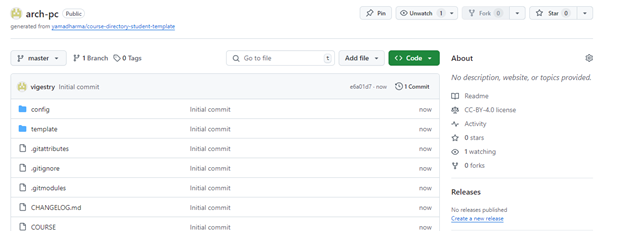 arch-pc Public
Pin Unwatch 1 Fork 0 Star 0
generated from yamadharma/course-directory-student-template
master 1 Branch 0 Tags Go to file t Add file Code
About
No description, website, or topics provided.
vigestry Initial commit e6a01d7 · now 1 Commit
config Initial commit now
template Initial commit now
.gitattributes Initial commit now
.gitignore Initial commit now
.gitmodules Initial commit now
CHANGELOG.md Initial commit now
COURSE Initial commit now
Readme
CC-BY-4.0 license
Activity
0 stars
1 watching
0 forks
Releases
No releases published
Create a new release